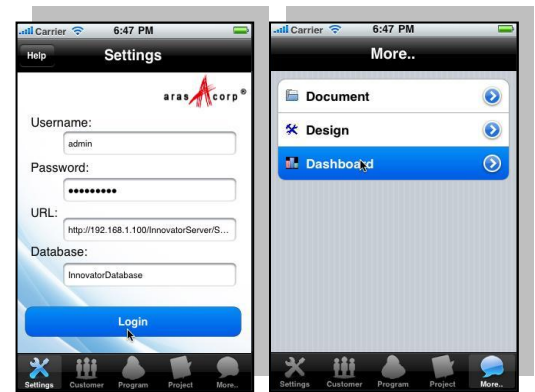 Carrier 6:47 PM
Help Settings
aras corp®
Username:
admin
Password:
•••••••••
URL:
http://192.168.1.100/InnovatorServer/S...
Database:
InnovatorDatabase
Login
Settings Customer Program Project More..
Carrier 6:47 PM
More..
Document
Design
Dashboard
Settings Customer Program Project More..